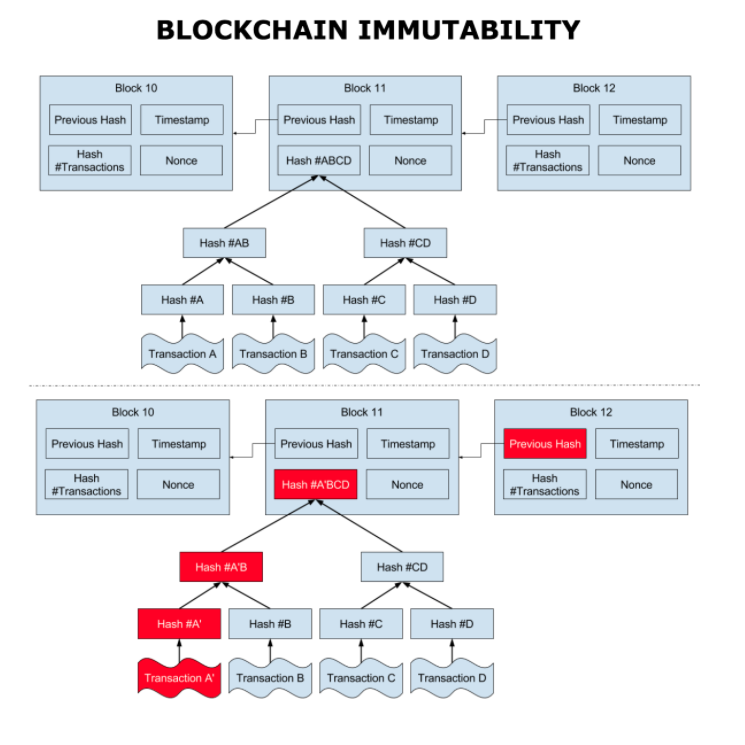 BLOCKCHAIN IMMUTABILITY
Block 10
Block 11
Block 12
Previous Hash
Timestamp
Previous Hash
Timestamp
Previous Hash
Timestamp
Hash
#Transactions
Nonce
Hash #ABCD
Nonce
Hash
#Transactions
Nonce
Hash #AB
Hash #CD
Hash #A
Hash #B
Hash #C
Hash #D
Transaction A
Transaction B
Transaction C
Transaction D
Block 10
Block 11
Block 12
Previous Hash
Timestamp
Previous Hash
Timestamp
Previous Hash
Timestamp
Hash
#Transactions
Nonce
Hash #A'BCD
Nonce
Hash
#Transactions
Nonce
Hash #A'B
Hash #CD
Hash #A'
Hash #B
Hash #C
Hash #D
Transaction A'
Transaction B
Transaction C
Transaction D